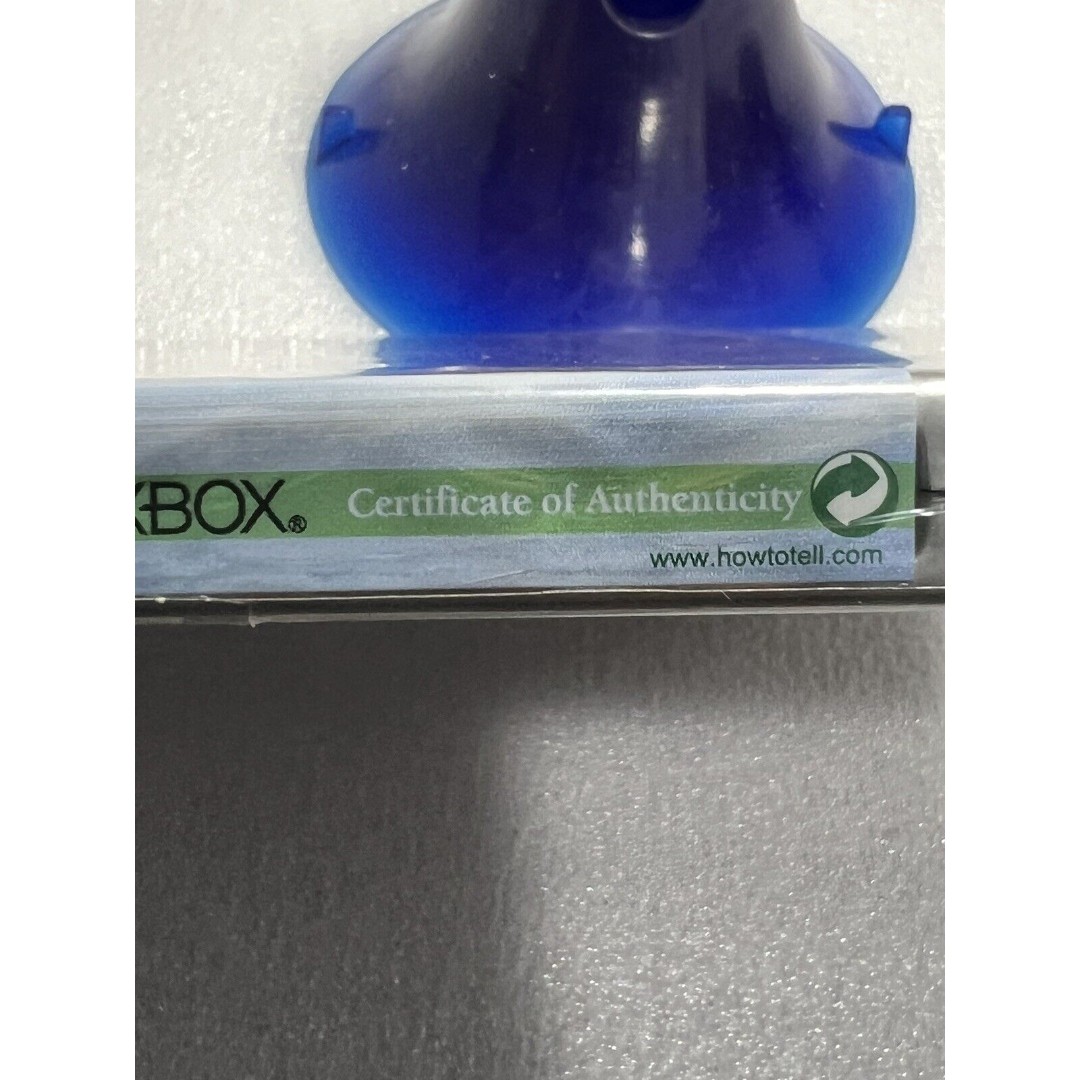 XBOX® Certificate of Authenticity
www.howtotell.com